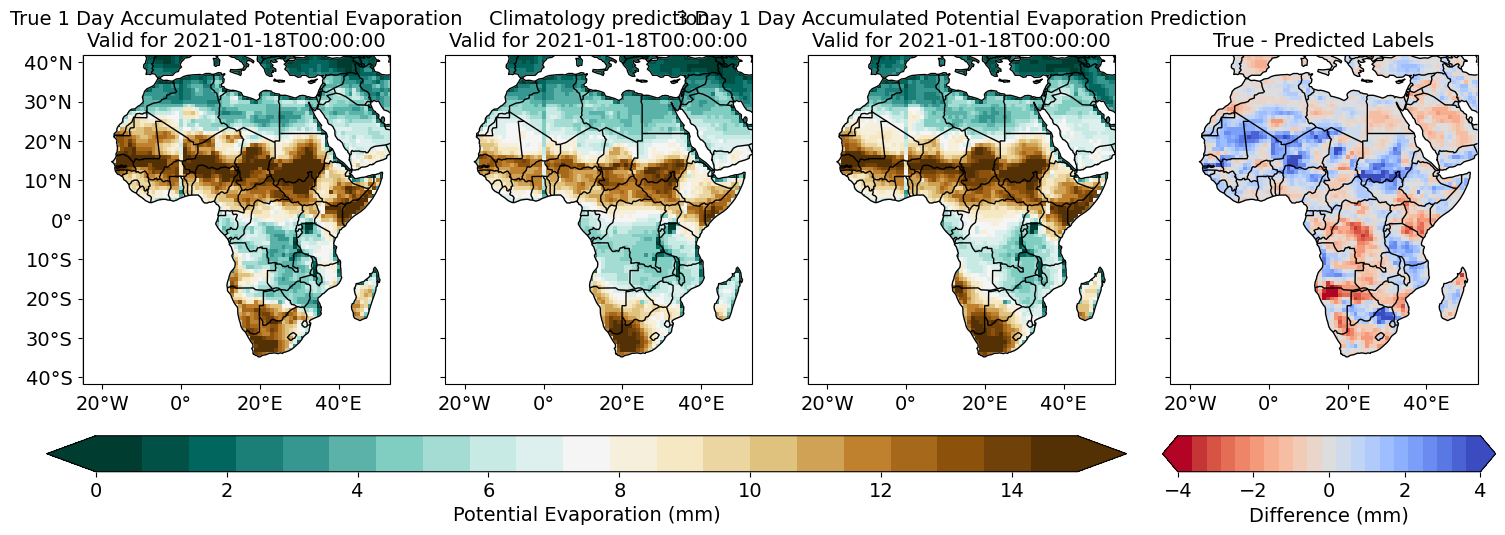 True 1 Day Accumulated Potential Evaporation
Valid for 2021-01-18T00:00:00
Climatology prediction
Valid for 2021-01-18T00:00:00
3 Day 1 Day Accumulated Potential Evaporation Prediction
Valid for 2021-01-18T00:00:00
True - Predicted Labels
40°N
30°N
20°N
10°N
0°
10°S
20°S
30°S
40°S
20°W 0° 20°E 40°E
20°W 0° 20°E 40°E
20°W 0° 20°E 40°E
20°W 0° 20°E 40°E
0 2 4 6 8 10 12 14
Potential Evaporation (mm)
−4 −2 0 2 4
Difference (mm)